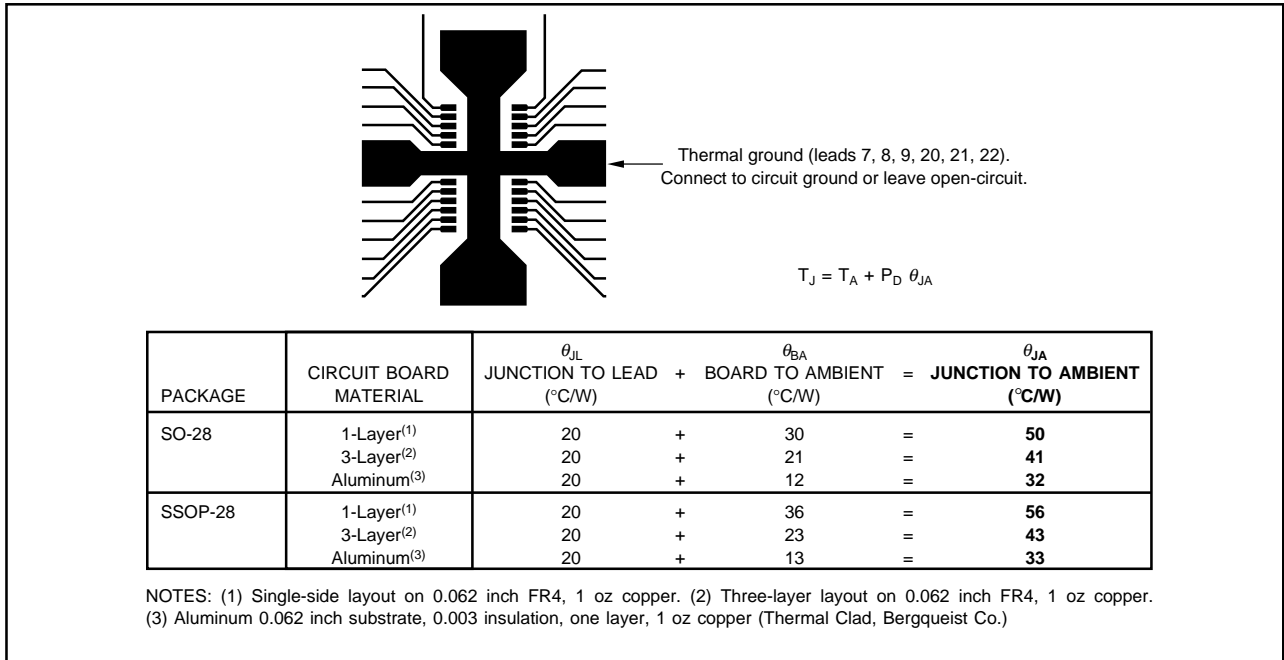 Thermal ground (leads 7, 8, 9, 20, 21, 22).
Connect to circuit ground or leave open-circuit.
T_J = T_A + P_D θ_JA
PACKAGE CIRCUIT BOARD MATERIAL θ_JL JUNCTION TO LEAD (°C/W) + θ_BA BOARD TO AMBIENT (°C/W) = θ_JA JUNCTION TO AMBIENT (°C/W)
SO-28 1-Layer(1) 20 + 30 = 50
3-Layer(2) 20 + 21 = 41
Aluminum(3) 20 + 12 = 32
SSOP-28 1-Layer(1) 20 + 36 = 56
3-Layer(2) 20 + 23 = 43
Aluminum(3) 20 + 13 = 33
NOTES: (1) Single-side layout on 0.062 inch FR4, 1 oz copper. (2) Three-layer layout on 0.062 inch FR4, 1 oz copper.
(3) Aluminum 0.062 inch substrate, 0.003 insulation, one layer, 1 oz copper (Thermal Clad, Bergqueist Co.)